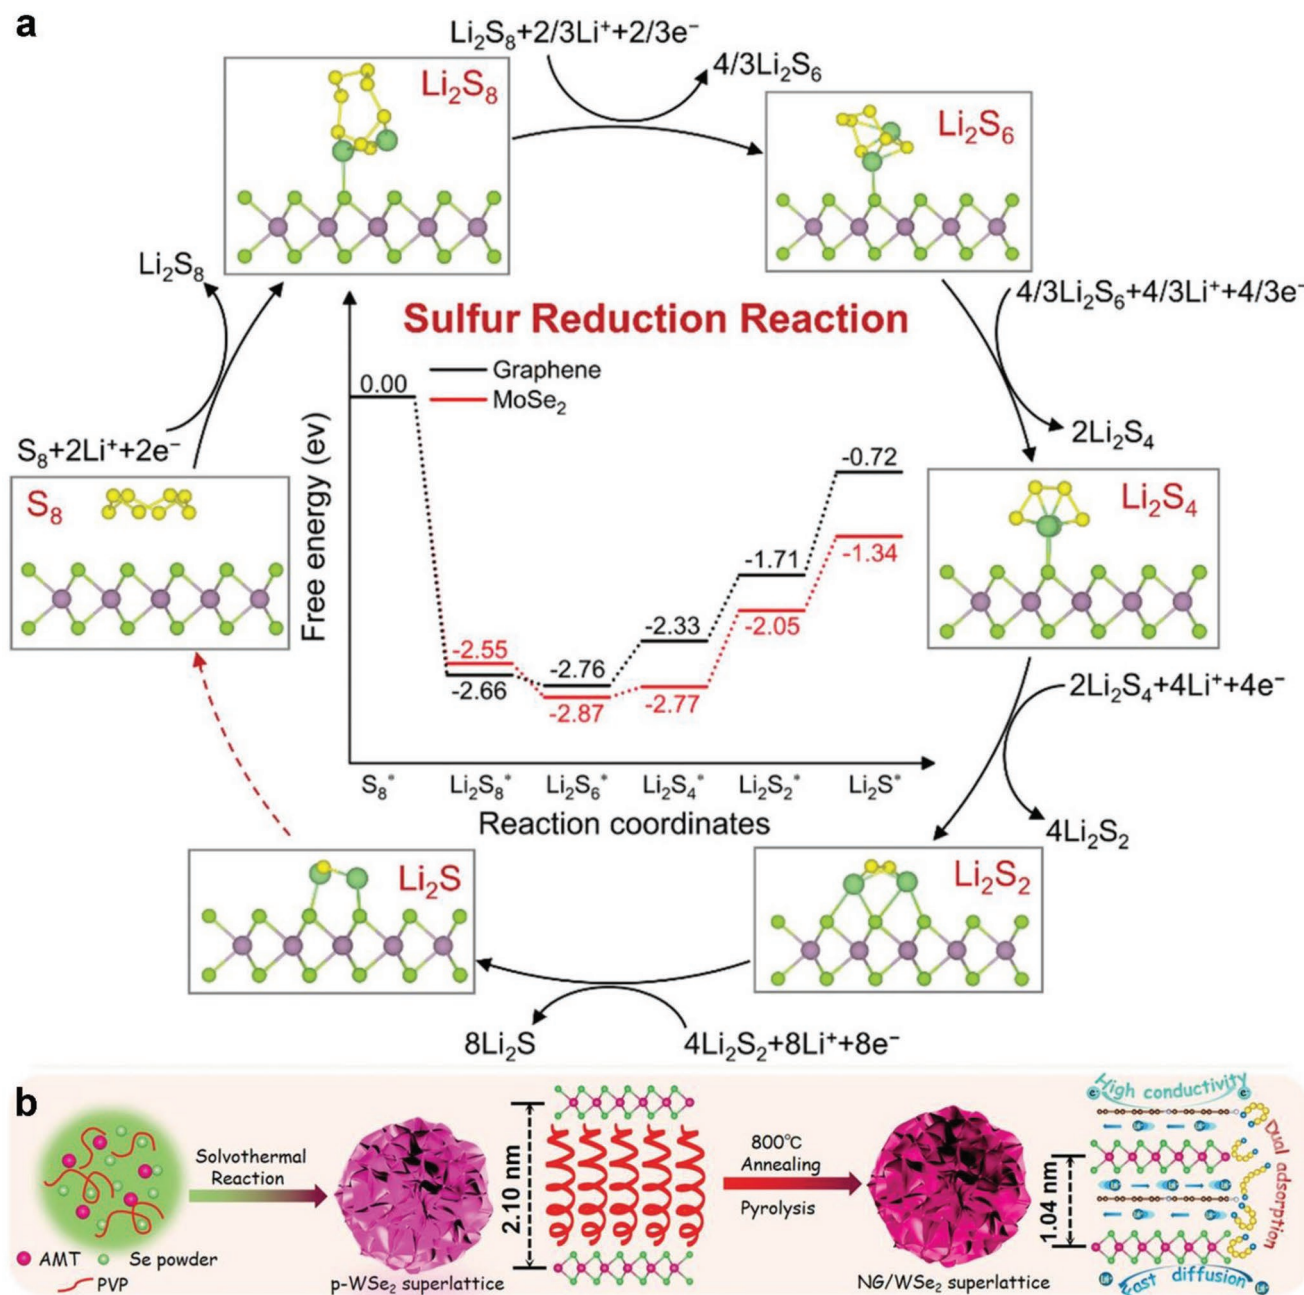 a
Li₂S₈+2/3Li⁺+2/3e⁻
4/3Li₂S₆
Li₂S₈
Li₂S₆
Li₂S₈
4/3Li₂S₆+4/3Li⁺+4/3e⁻
Sulfur Reduction Reaction
Graphene
MoSe₂
0.00
2Li₂S₄
S₈+2Li⁺+2e⁻
-0.72
S₈
Li₂S₄
Free energy (ev)
-1.34
-1.71
-2.05
-2.33
-2.55
-2.76
-2.66
-2.87
-2.77
2Li₂S₄+4Li⁺+4e⁻
S₈* Li₂S₈* Li₂S₆* Li₂S₄* Li₂S₂* Li₂S*
Reaction coordinates
4Li₂S₂
Li₂S
Li₂S₂
8Li₂S
4Li₂S₂+8Li⁺+8e⁻
b
Solvothermal
Reaction
AMT
Se powder
PVP
p-WSe₂ superlattice
2.10 nm
800℃
Annealing
Pyrolysis
NG/WSe₂ superlattice
1.04 nm
High conductivity
Dual adsorption
Fast diffusion